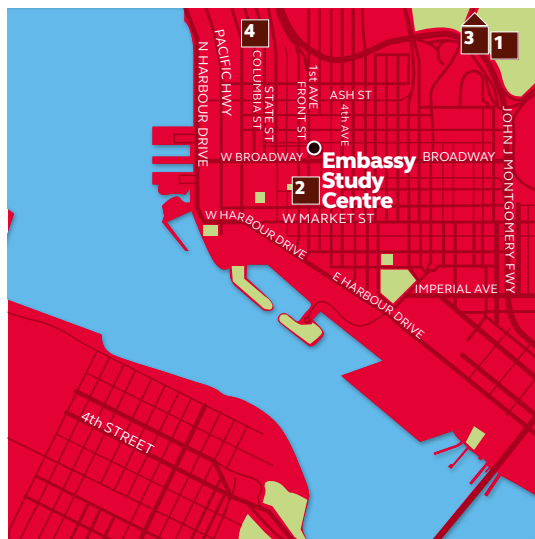 4
3
1
N HARBOUR DRIVE
PACIFIC HWY
COLUMBIA ST
STATE ST
FRONT ST
1st AVE
4th AVE
ASH ST
W BROADWAY
BROADWAY
JOHN J MONTGOMERY FWY
Embassy
Study
Centre
2
W MARKET ST
W HARBOUR DRIVE
E HARBOUR DRIVE
IMPERIAL AVE
4th STREET